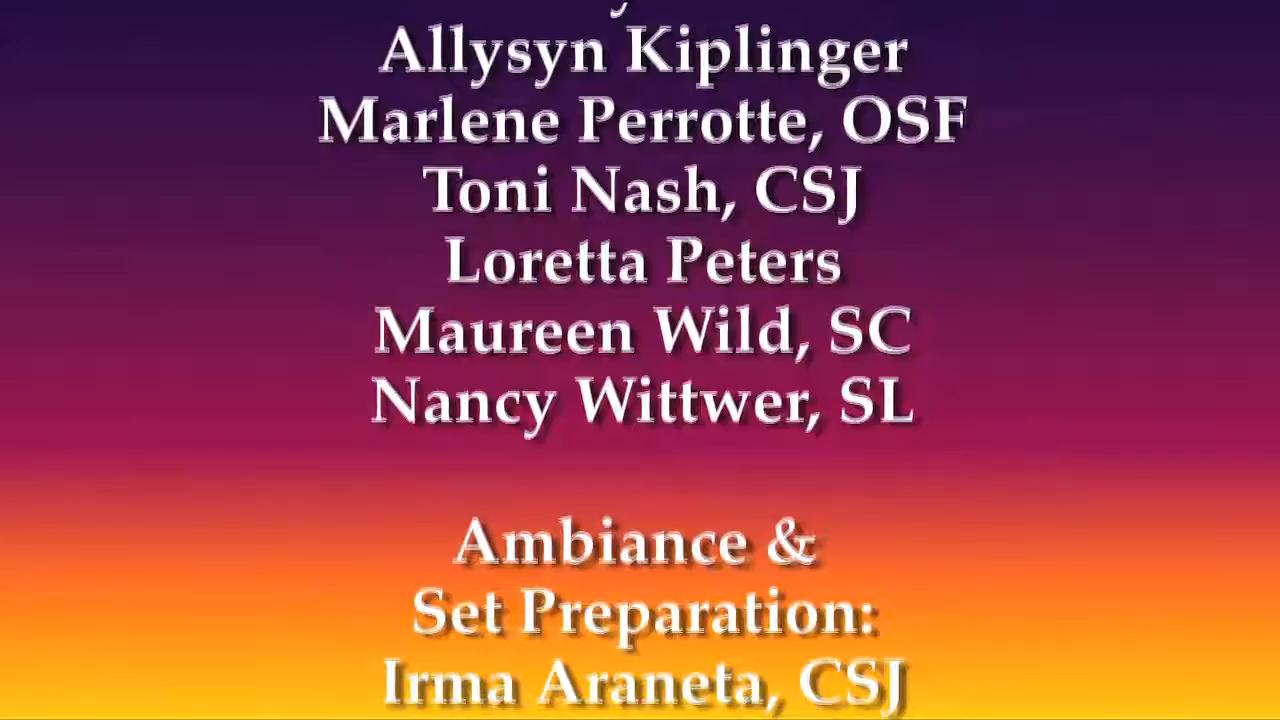 Allysyn Kiplinger
Marlene Perrotte, OSF
Toni Nash, CSJ
Loretta Peters
Maureen Wild, SC
Nancy Wittwer, SL
Ambiance &
Set Preparation:
Irma Araneta, CSJ